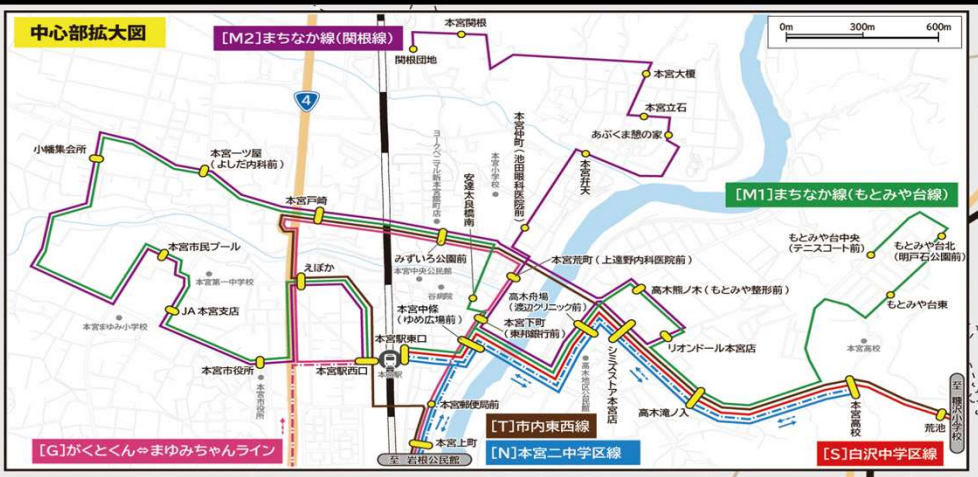 中心部拡大図
[M2]まちなか線(関根線)
本宮関根
関根団地
0m 300m 600m
4
本宮大榎
本宮立石
あぶくま憩の家
本宮弁天
本宮仲町(池田眼科医院前)
本宮小学校
ヨークベニマル新本宮舘町店
安達太良橋南
小幡集会所
本宮一ツ屋
(よしだ内科前)
本宮戸崎
[M1]まちなか線(もとみや台線)
もとみや台中央
(テニスコート前)
もとみや台北
(明戸石公園前)
もとみや台東
本宮市民プール
本宮第一中学校
えぽか
みずいろ公園前
本宮中央公民館
谷病院
本宮荒町(上遠野内科医院前)
高木舟場
(渡辺クリニック前)
高木熊ノ木(もとみや整形前)
本宮まゆみ小学校
JA本宮支店
本宮中條
(ゆめ広場前)
本宮下町
(東邦銀行前)
リオンドール本宮店
本宮高校
本宮駅東口
本宮市役所
本宮市役所
本宮駅西口
本宮駅
シミズストア本宮店
高木地区公民館
高木滝ノ入
本宮高校
荒池
至 糠沢小学校
本宮郵便局前
本宮上町
至 岩根公民館
[G]がくとくん⇔まゆみちゃんライン
[T]市内東西線
[N]本宮二中学区線
[S]白沢中学区線